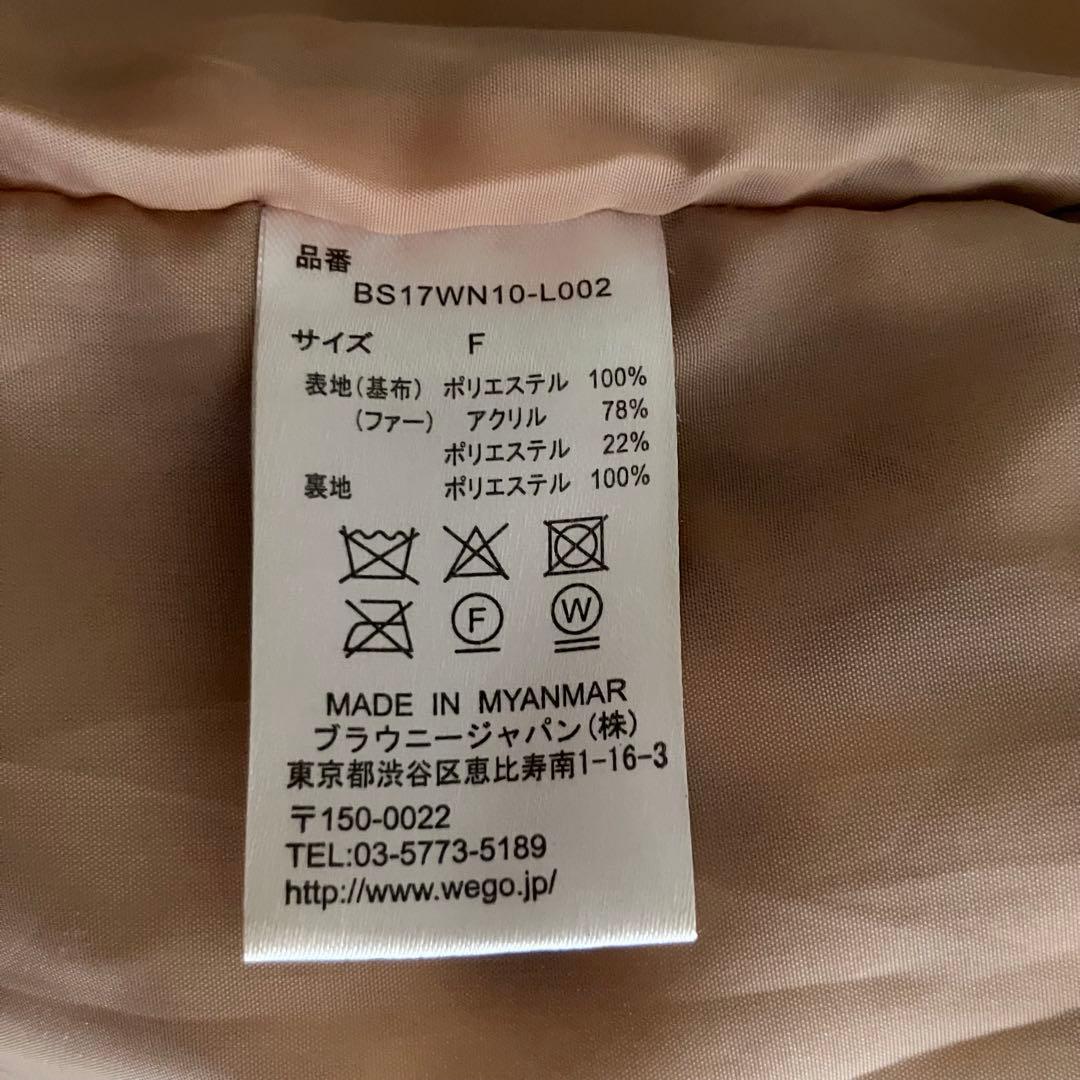 品番
BS17WN10-L002
サイズ F
表地(基布) ポリエステル 100%
(ファー) アクリル 78%
ポリエステル 22%
裏地 ポリエステル 100%
F W
MADE IN MYANMAR
ブラウニージャパン(株)
東京都渋谷区恵比寿南1-16-3
〒150-0022
TEL:03-5773-5189
http://www.wego.jp/